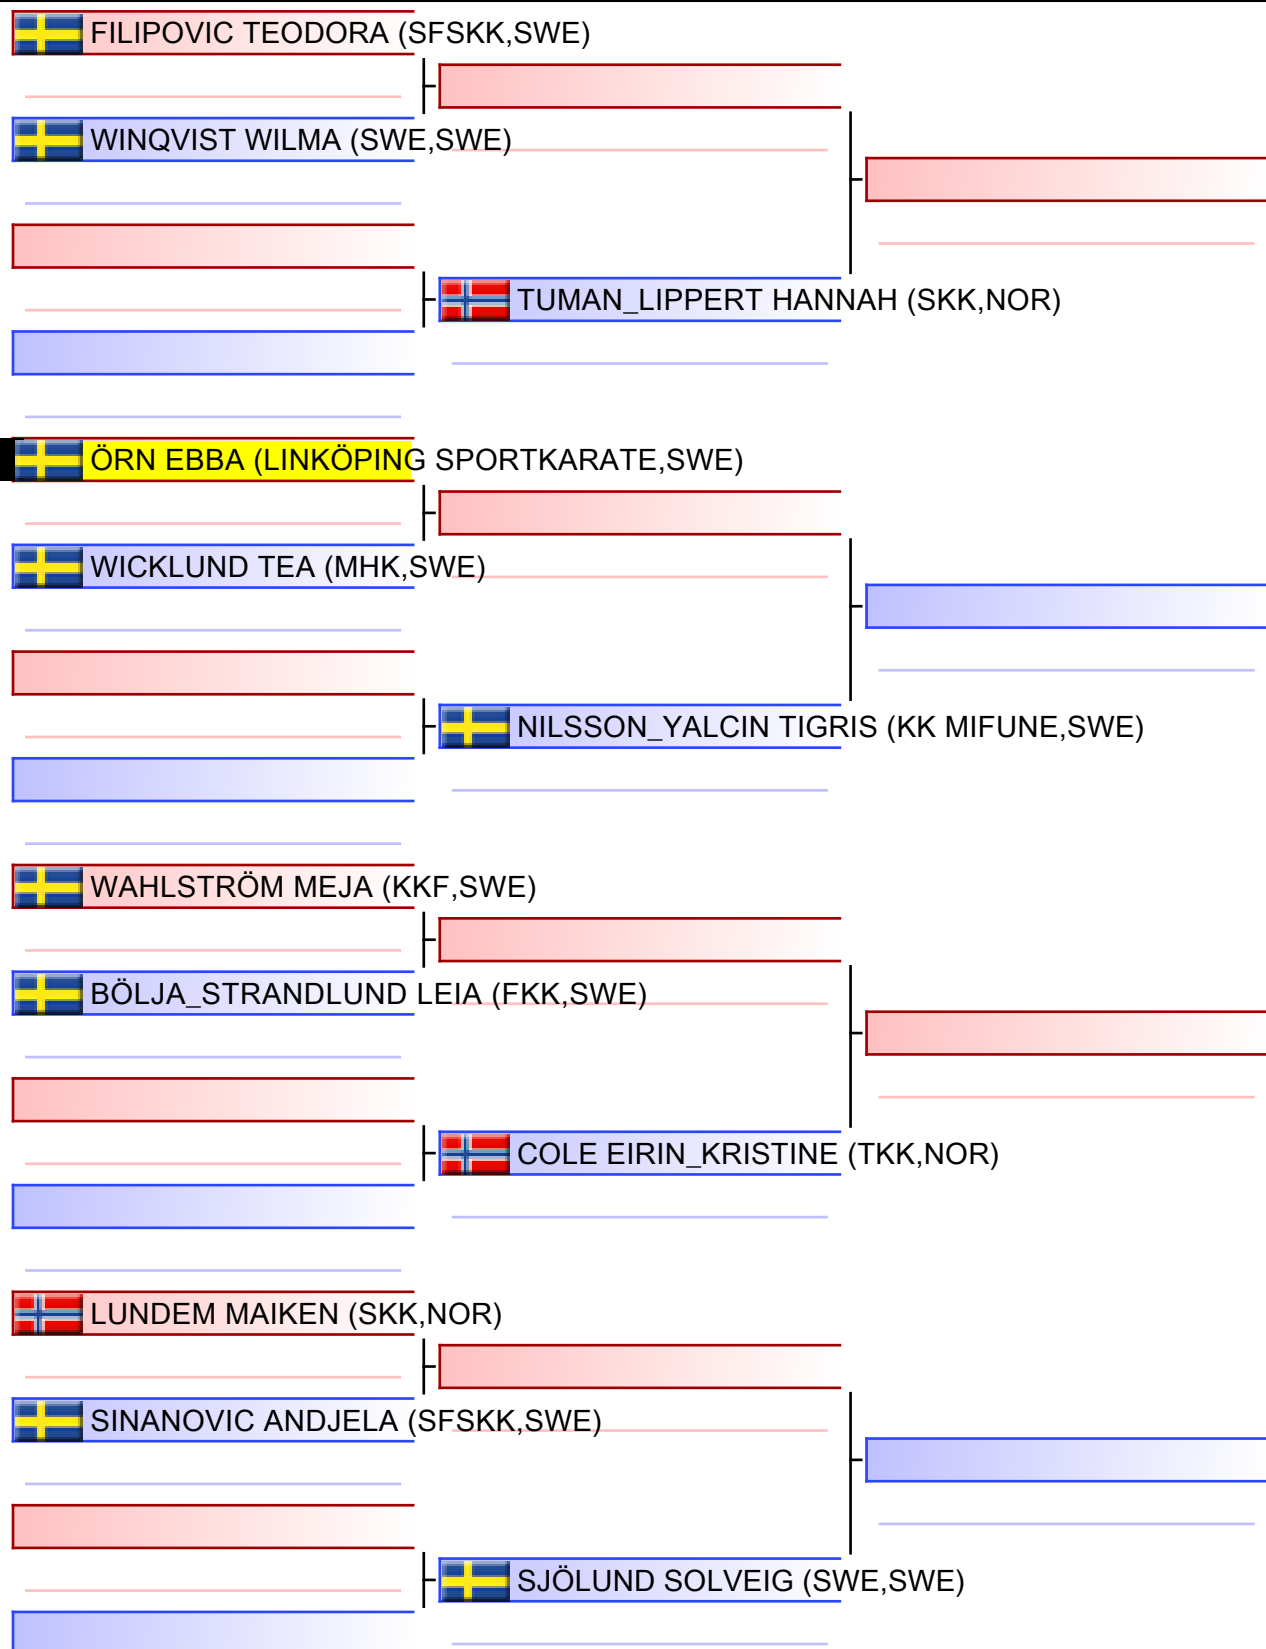 FILIPOVIC TEODORA (SFSKK,SWE)
WINQVIST WILMA (SWE,SWE)
TUMAN_LIPPERT HANNAH (SKK,NOR)
ÖRN EBBA (LINKÖPING SPORTKARATE,SWE)
WICKLUND TEA (MHK,SWE)
NILSSON_YALCIN TIGRIS (KK MIFUNE,SWE)
WAHLSTRÖM MEJA (KKF,SWE)
BÖLJA_STRANDLUND LEIA (FKK,SWE)
COLE EIRIN_KRISTINE (TKK,NOR)
LUNDEM MAIKEN (SKK,NOR)
SINANOVIC ANDJELA (SFSKK,SWE)
SJÖLUND SOLVEIG (SWE,SWE)